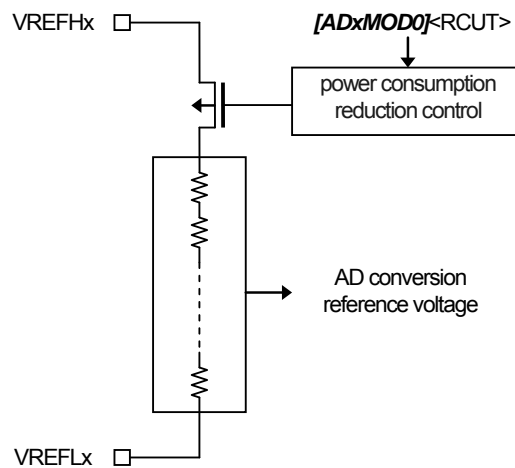 VREFHx
[ADxMOD0]<RCUT>
power consumption
reduction control
AD conversion
reference voltage
VREFLx